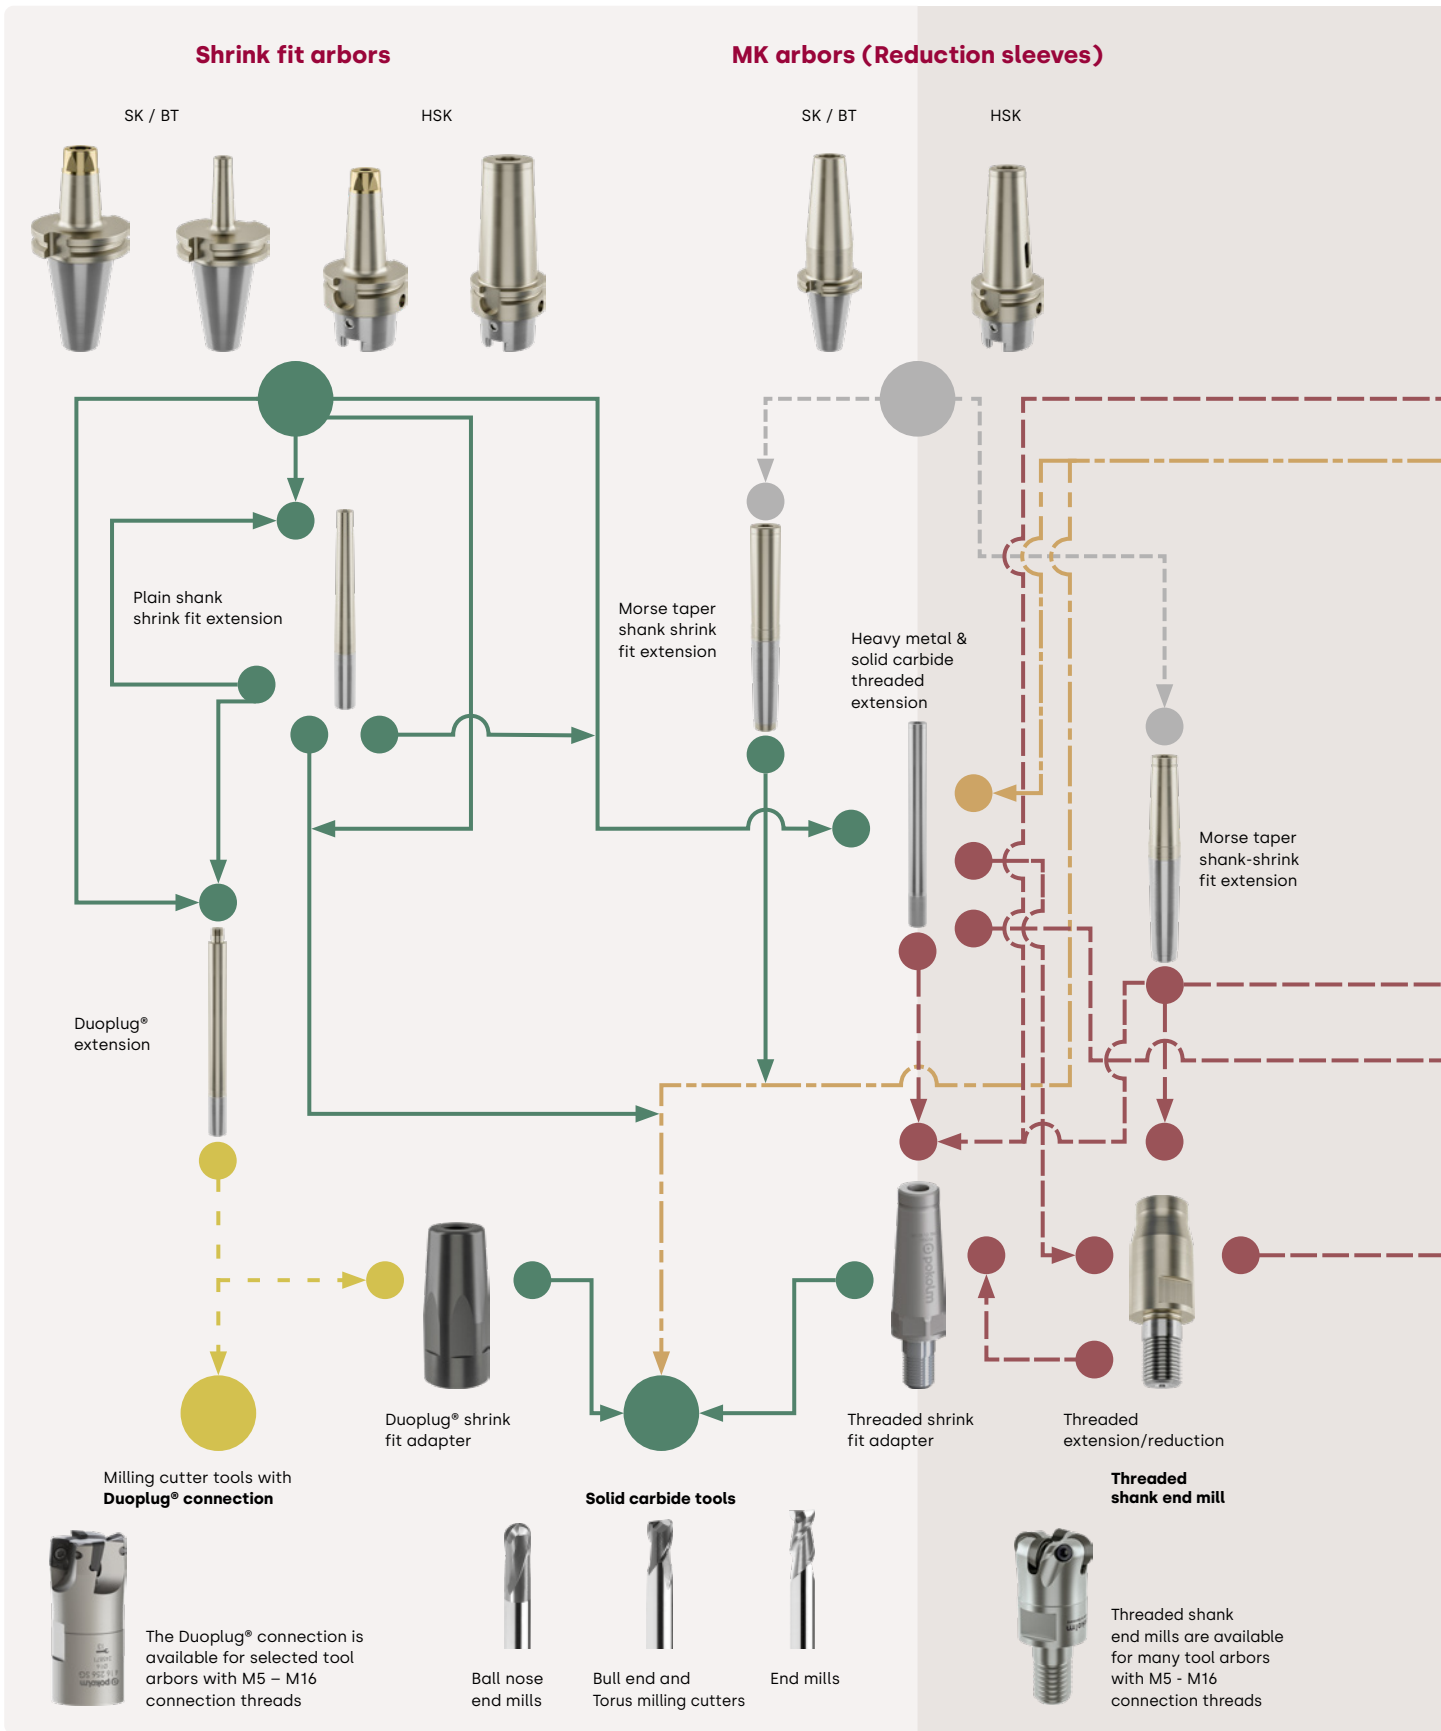 Shrink fit arbors
MK arbors (Reduction sleeves)
SK / BT
HSK
SK / BT
HSK
Plain shank
shrink fit extension
Morse taper
shank shrink
fit extension
Heavy metal &
solid carbide
threaded
extension
Morse taper
shank-shrink
fit extension
Duoplug®
extension
pokolm
Duoplug® shrink
fit adapter
Threaded shrink
fit adapter
Threaded
extension/reduction
Milling cutter tools with
Duoplug® connection
Solid carbide tools
Threaded
shank end mill
pokolm
The Duoplug® connection is
available for selected tool
arbors with M5 – M16
connection threads
Ball nose
end mills
Bull end and
Torus milling cutters
End mills
Threaded shank
end mills are available
for many tool arbors
with M5 - M16
connection threads